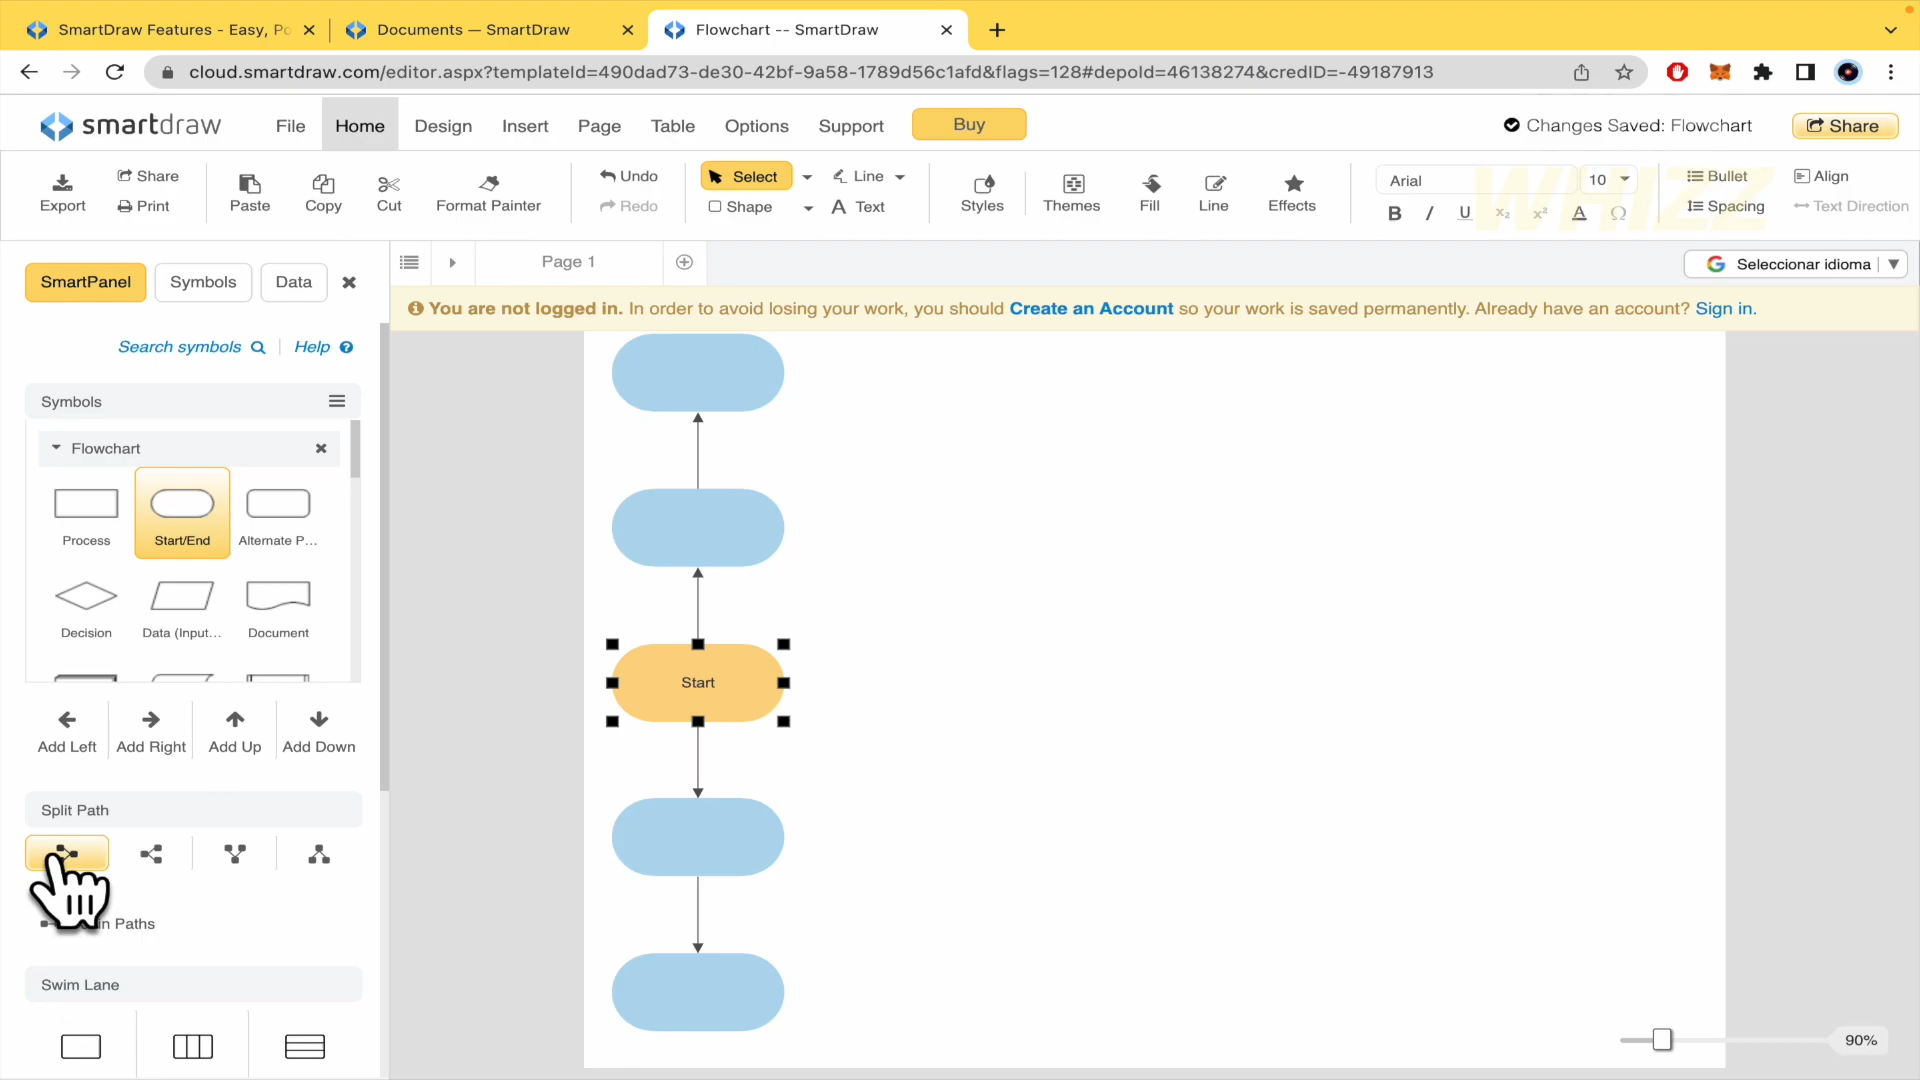 SmartDraw Features - Easy, Po
Documents — SmartDraw
Flowchart -- SmartDraw
cloud.smartdraw.com/editor.aspx?templateId=490dad73-de30-42bf-9a58-1789d56c1afd&flags=128#depoId=46138274&credID=-49187913
smartdraw
File
Home
Design
Insert
Page
Table
Options
Support
Buy
Changes Saved: Flowchart
Share
Export
Share
Print
Paste
Copy
Cut
Format Painter
Undo
Redo
Select
Shape
Line
Text
Styles
Themes
Fill
Line
Effects
Arial
10
B I U x₂ x² A Ω
WHIZZ
Bullet
Spacing
Align
Text Direction
SmartPanel
Symbols
Data
Page 1
Seleccionar idioma
You are not logged in. In order to avoid losing your work, you should Create an Account so your work is saved permanently. Already have an account? Sign in.
Search symbols
Help
Symbols
Flowchart
Process
Start/End
Alternate P...
Decision
Data (Input...
Document
Add Left
Add Right
Add Up
Add Down
Split Path
Paths
Swim Lane
Start
90%